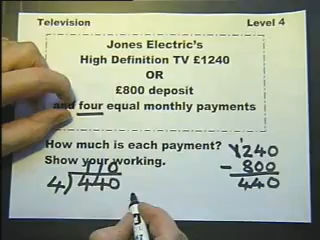 Television Level 4
Jones Electric's
High Definition TV £1240
OR
£800 deposit
and four equal monthly payments
How much is each payment?
Show your working.
1240
- 800
440
110
4)440